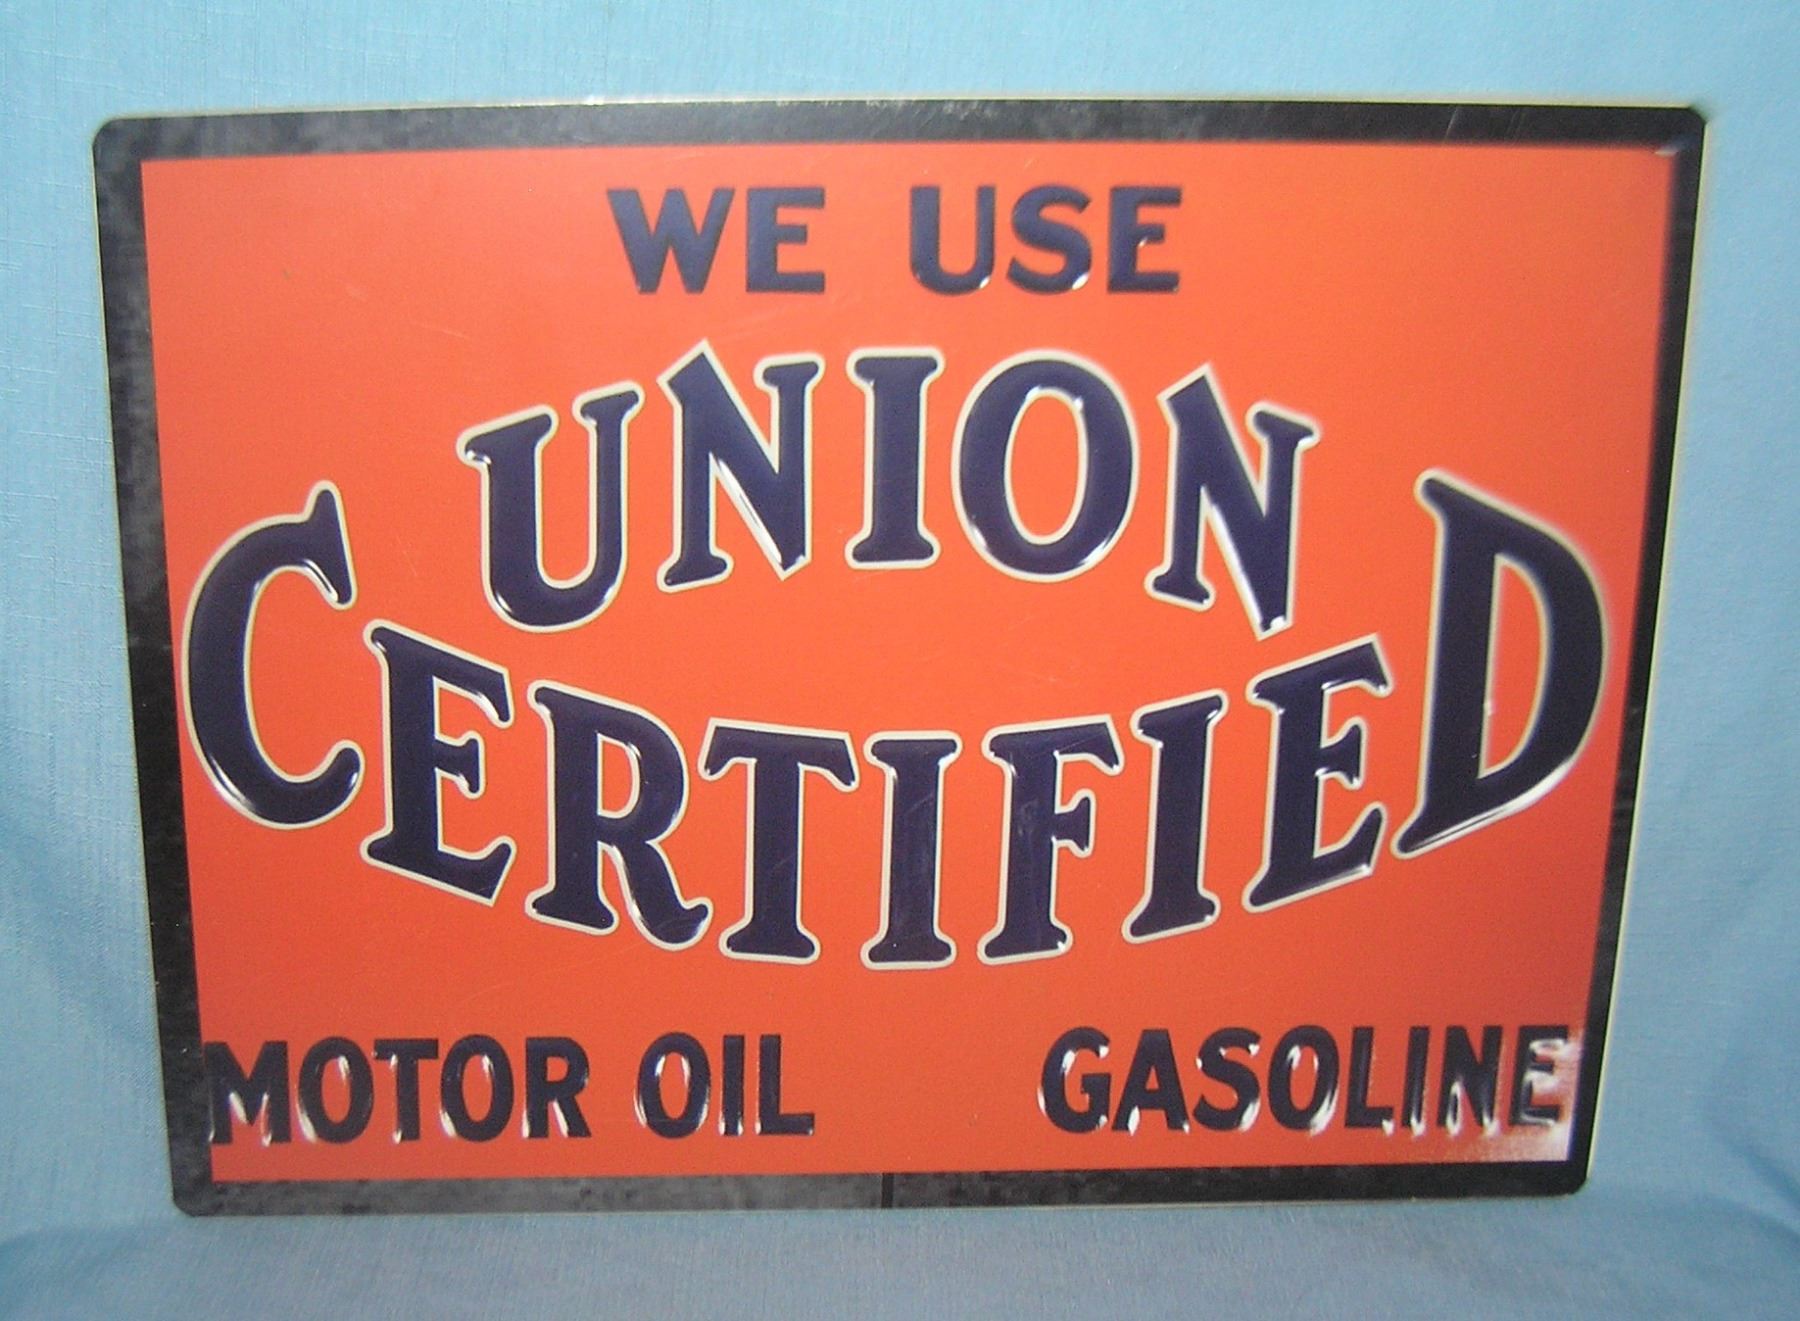 WE USE
UNION
CERTIFIED
MOTOR OIL GASOLINE